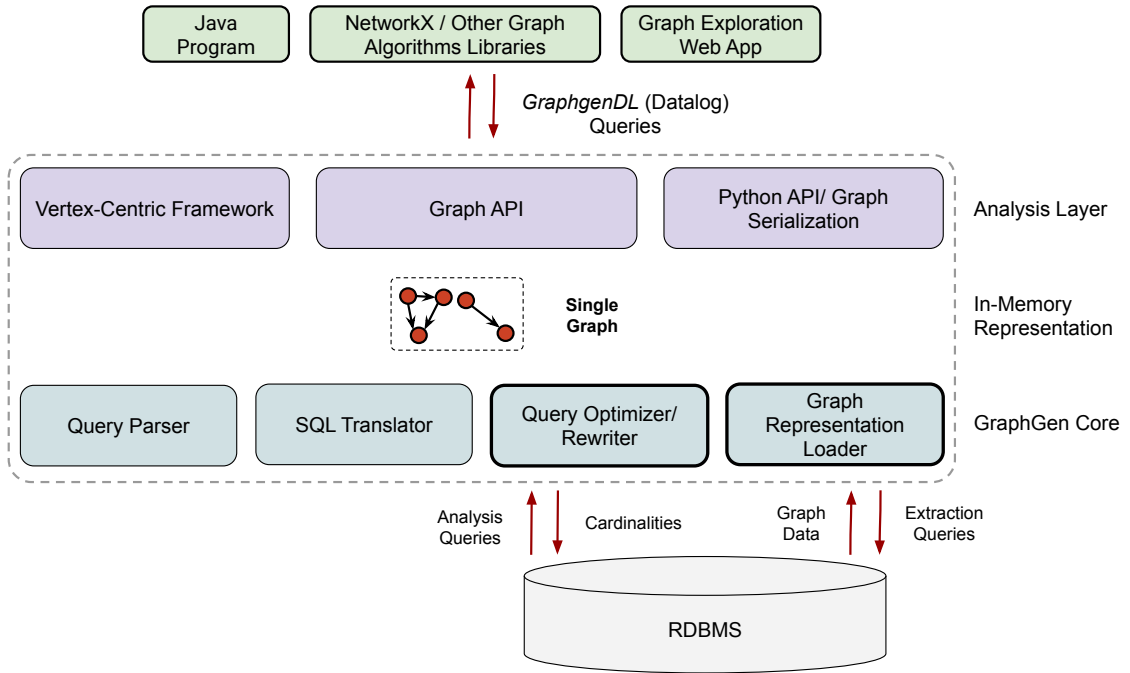 Java
Program
NetworkX / Other Graph
Algorithms Libraries
Graph Exploration
Web App
GraphgenDL (Datalog)
Queries
Vertex-Centric Framework
Graph API
Python API/ Graph
Serialization
Analysis Layer
Single
Graph
In-Memory
Representation
Query Parser
SQL Translator
Query Optimizer/
Rewriter
Graph
Representation
Loader
GraphGen Core
Analysis
Queries
Cardinalities
Graph
Data
Extraction
Queries
RDBMS